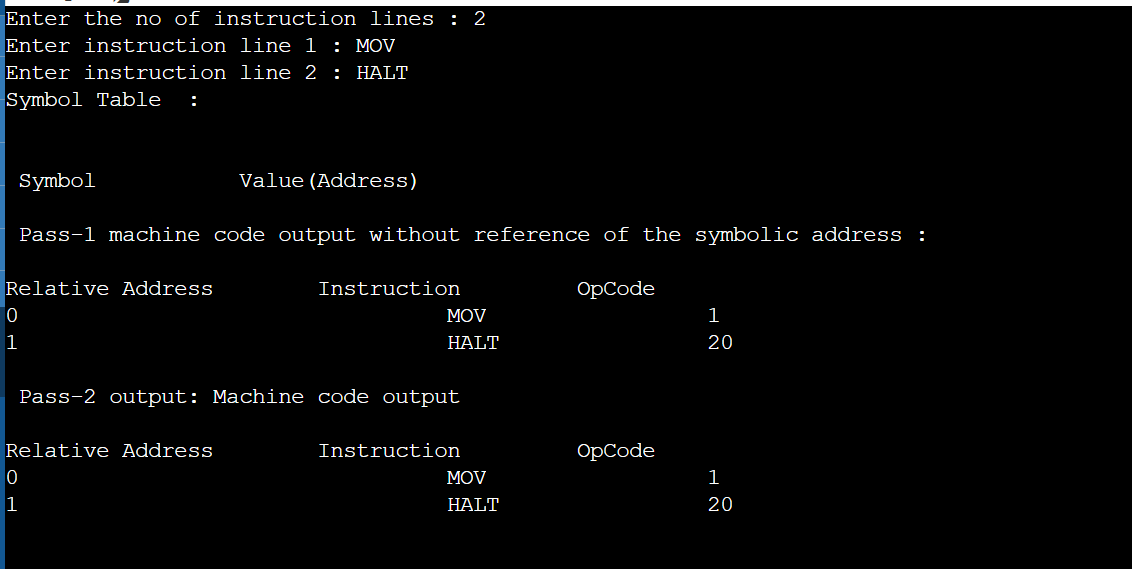 Enter the no of instruction lines : 2
Enter instruction line 1 : MOV
Enter instruction line 2 : HALT
Symbol Table  :
Symbol           Value(Address)
Pass-1 machine code output without reference of the symbolic address :
Relative Address        Instruction         OpCode
0                                 MOV                 1
1                                 HALT                20
Pass-2 output: Machine code output
Relative Address        Instruction         OpCode
0                                 MOV                 1
1                                 HALT                20